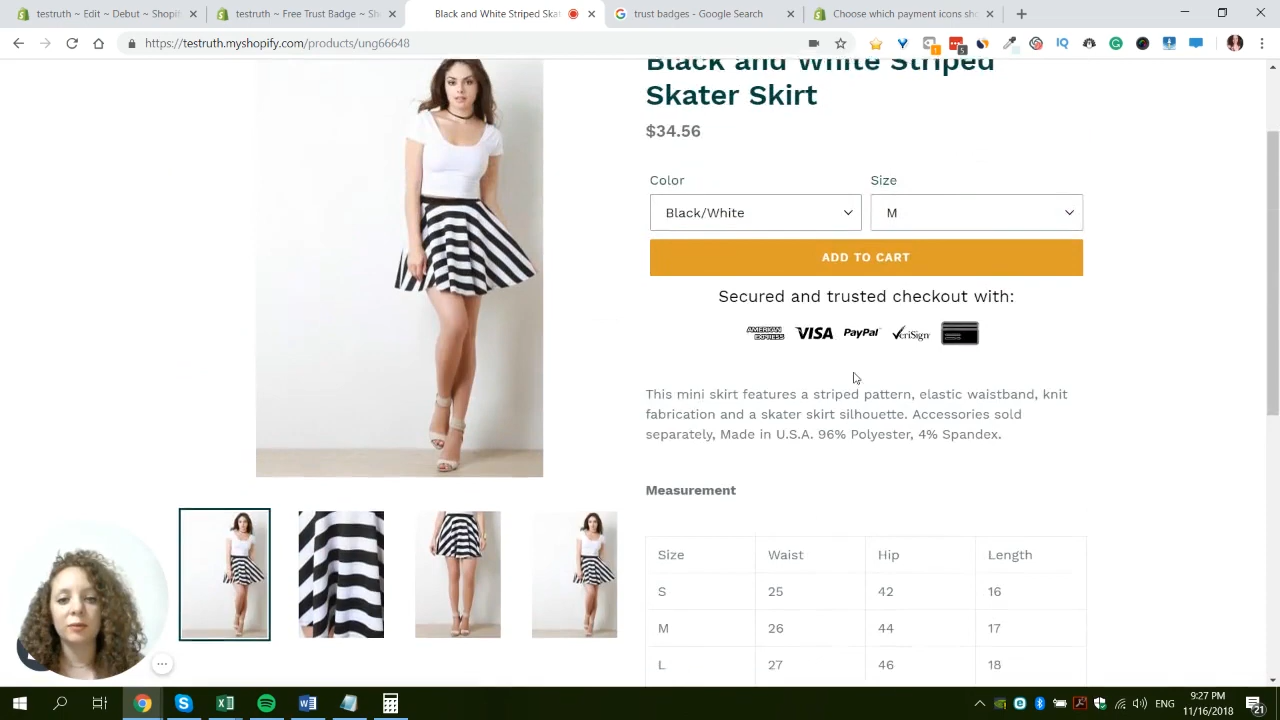 testruth ~ Edit ~ Debut ~ Shopi
testruth ~ Free Trust Badge ~ S
Black and White Striped Ska
trust badges - Google Search
Choose which payment icons sh
https://testruth.myshopify.com/products/ung66648
Black and White Striped
Skater Skirt
$34.56
Color
Size
Black/White
M
ADD TO CART
Secured and trusted checkout with:
AMERICAN EXPRESS VISA PayPal VeriSign
This mini skirt features a striped pattern, elastic waistband, knit
fabrication and a skater skirt silhouette. Accessories sold
separately, Made in U.S.A. 96% Polyester, 4% Spandex.
Measurement
Size Waist Hip Length
S 25 42 16
M 26 44 17
L 27 46 18
ENG
9:27 PM
11/16/2018
21